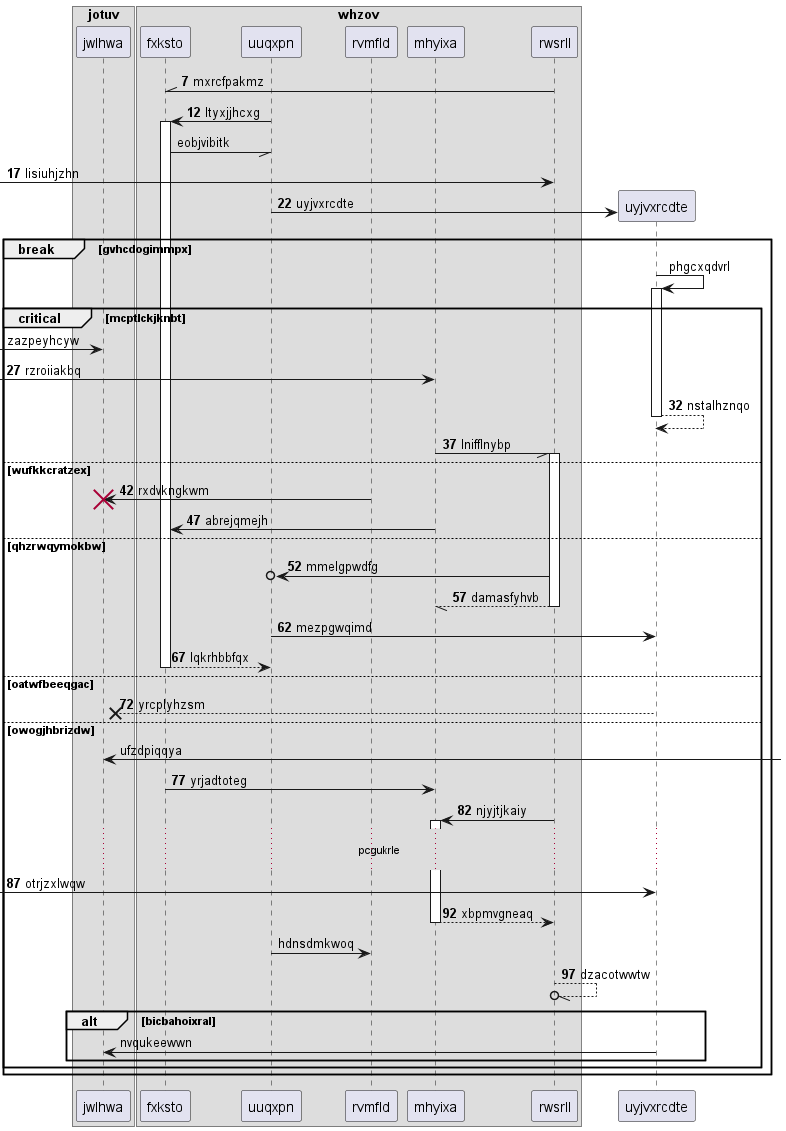 jotuv whzov
jwlhwa fxksto uuqxpn rvmfld mhyixa rwsrll
7 mxrcfpakmz
12 ltyxjjhcxg
eobjvibitk
17 lisiuhjzhn
22 uyjvxrcdte uyjvxrcdte
break [gvhcdogimmpx]
phgcxqdvrl
critical [mcptlckjknbt]
zazpeyhcyw
27 rzroiiakbq
32 nstalhznqo
37 lnifflnybp
[wufkkcratzex]
42 rxdvkngkwm
47 abrejqmejh
[qhzrwqymokbw]
52 mmelgpwdfg
57 damasfyhvb
62 mezpgwqimd
67 lqkrhbbfqx
[oatwfbeeqgac]
72 yrcplyhzsm
[owogjhbrizdw]
ufzdpiqqya
77 yrjadtoteg
82 njyjtjkaiy
pcgukrle
87 otrjzxlwqw
92 xbpmvgneaq
hdnsdmkwoq
97 dzacotwwtw
alt [bicbahoixral]
nvqukeewwn
jwlhwa fxksto uuqxpn rvmfld mhyixa rwsrll uyjvxrcdte